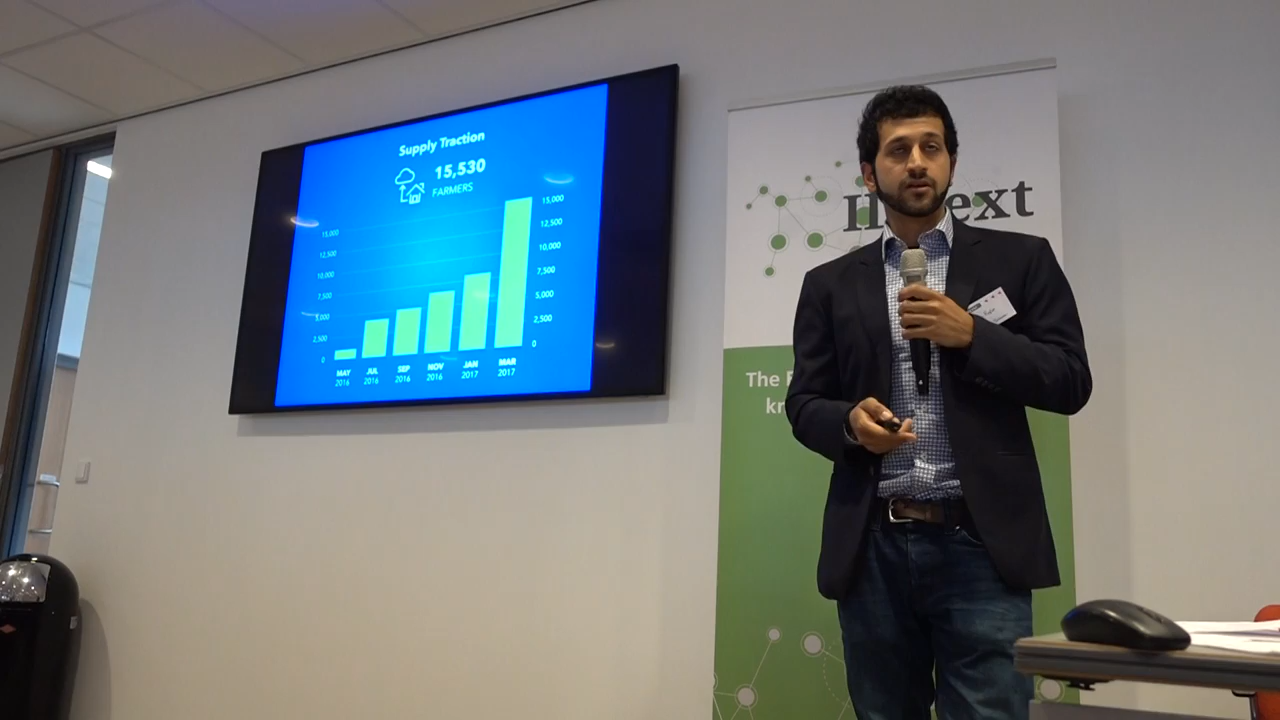 Supply Traction
15,530
FARMERS
15,000
12,500
10,000
7,500
5,000
2,500
0
15,000
12,500
10,000
7,500
5,000
2,500
0
MAY
2016
JUL
2016
SEP
2016
NOV
2016
JAN
2017
MAR
2017
ext
The